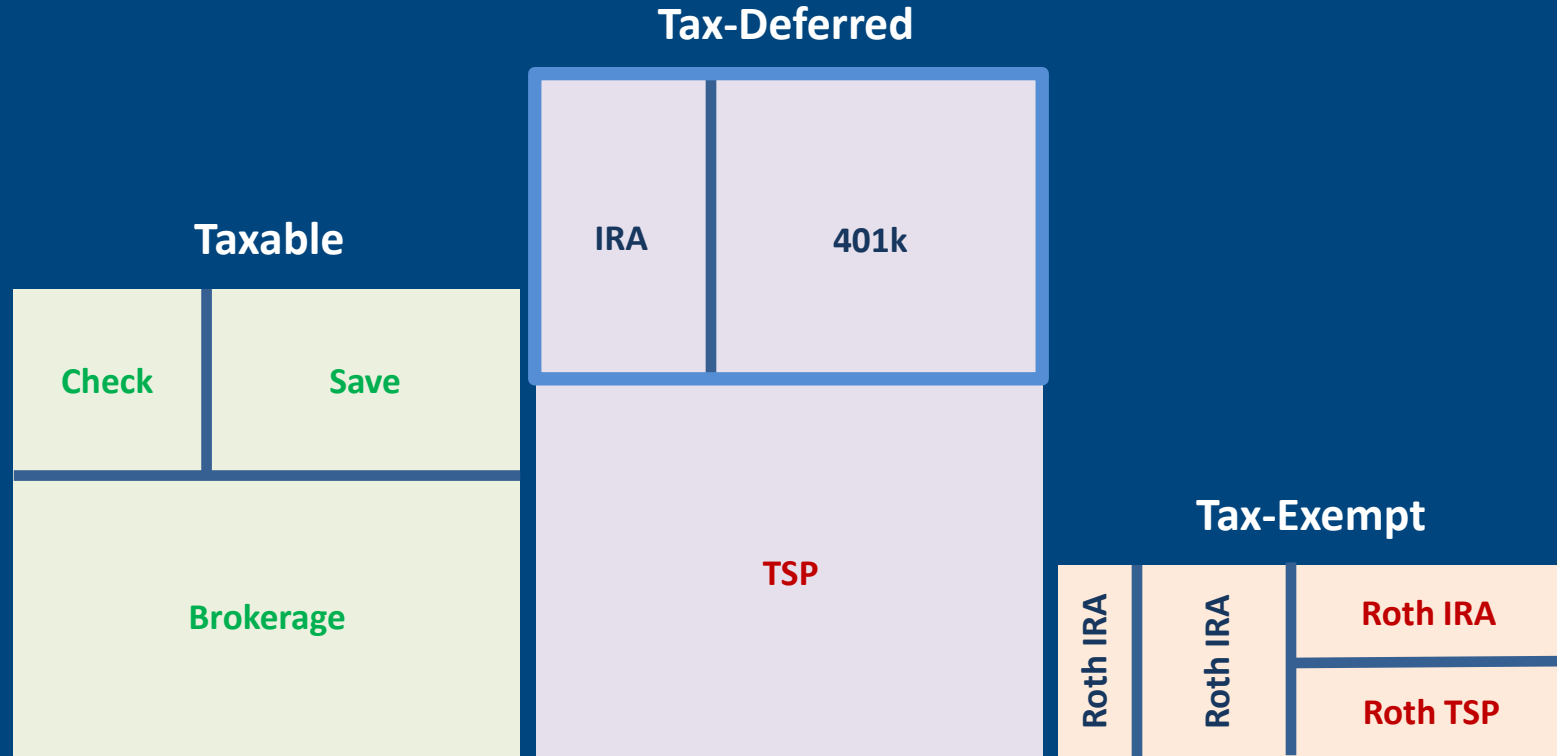 Tax-Deferred
IRA
401k
TSP
Taxable
Check
Save
Brokerage
Tax-Exempt
Roth IRA
Roth IRA
Roth IRA
Roth TSP